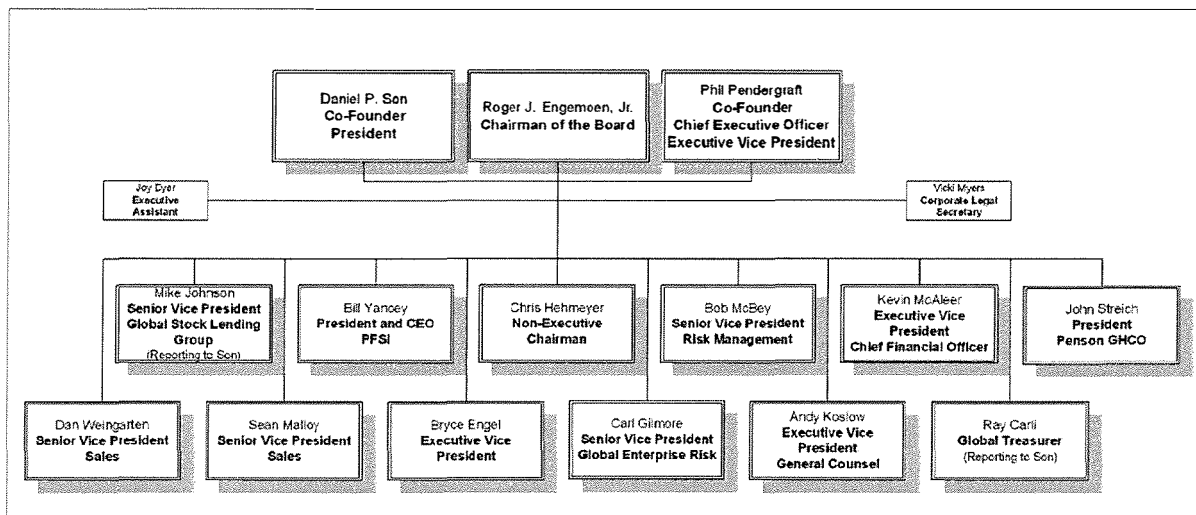 Daniel P. Son
Co-Founder
President
Roger J. Engemoen, Jr.
Chairman of the Board
Phil Pendergraft
Co-Founder
Chief Executive Officer
Executive Vice President
Joy Dyer
Executive
Assistant
Vicki Myers
Corporate Legal
Secretary
Mike Johnson
Senior Vice President
Global Stock Lending
Group
(Reporting to Son)
Bill Yancey
President and CEO
PFSI
Chris Hehmeyer
Non-Executive
Chairman
Bob McBey
Senior Vice President
Risk Management
Kevin McAleer
Executive Vice
President
Chief Financial Officer
John Streich
President
Penson GHCO
Dan Weingarten
Senior Vice President
Sales
Sean Malloy
Senior Vice President
Sales
Bryce Engel
Executive Vice
President
Carl Gilmore
Senior Vice President
Global Enterprise Risk
Andy Koslow
Executive Vice
President
General Counsel
Ray Carli
Global Treasurer
(Reporting to Son)